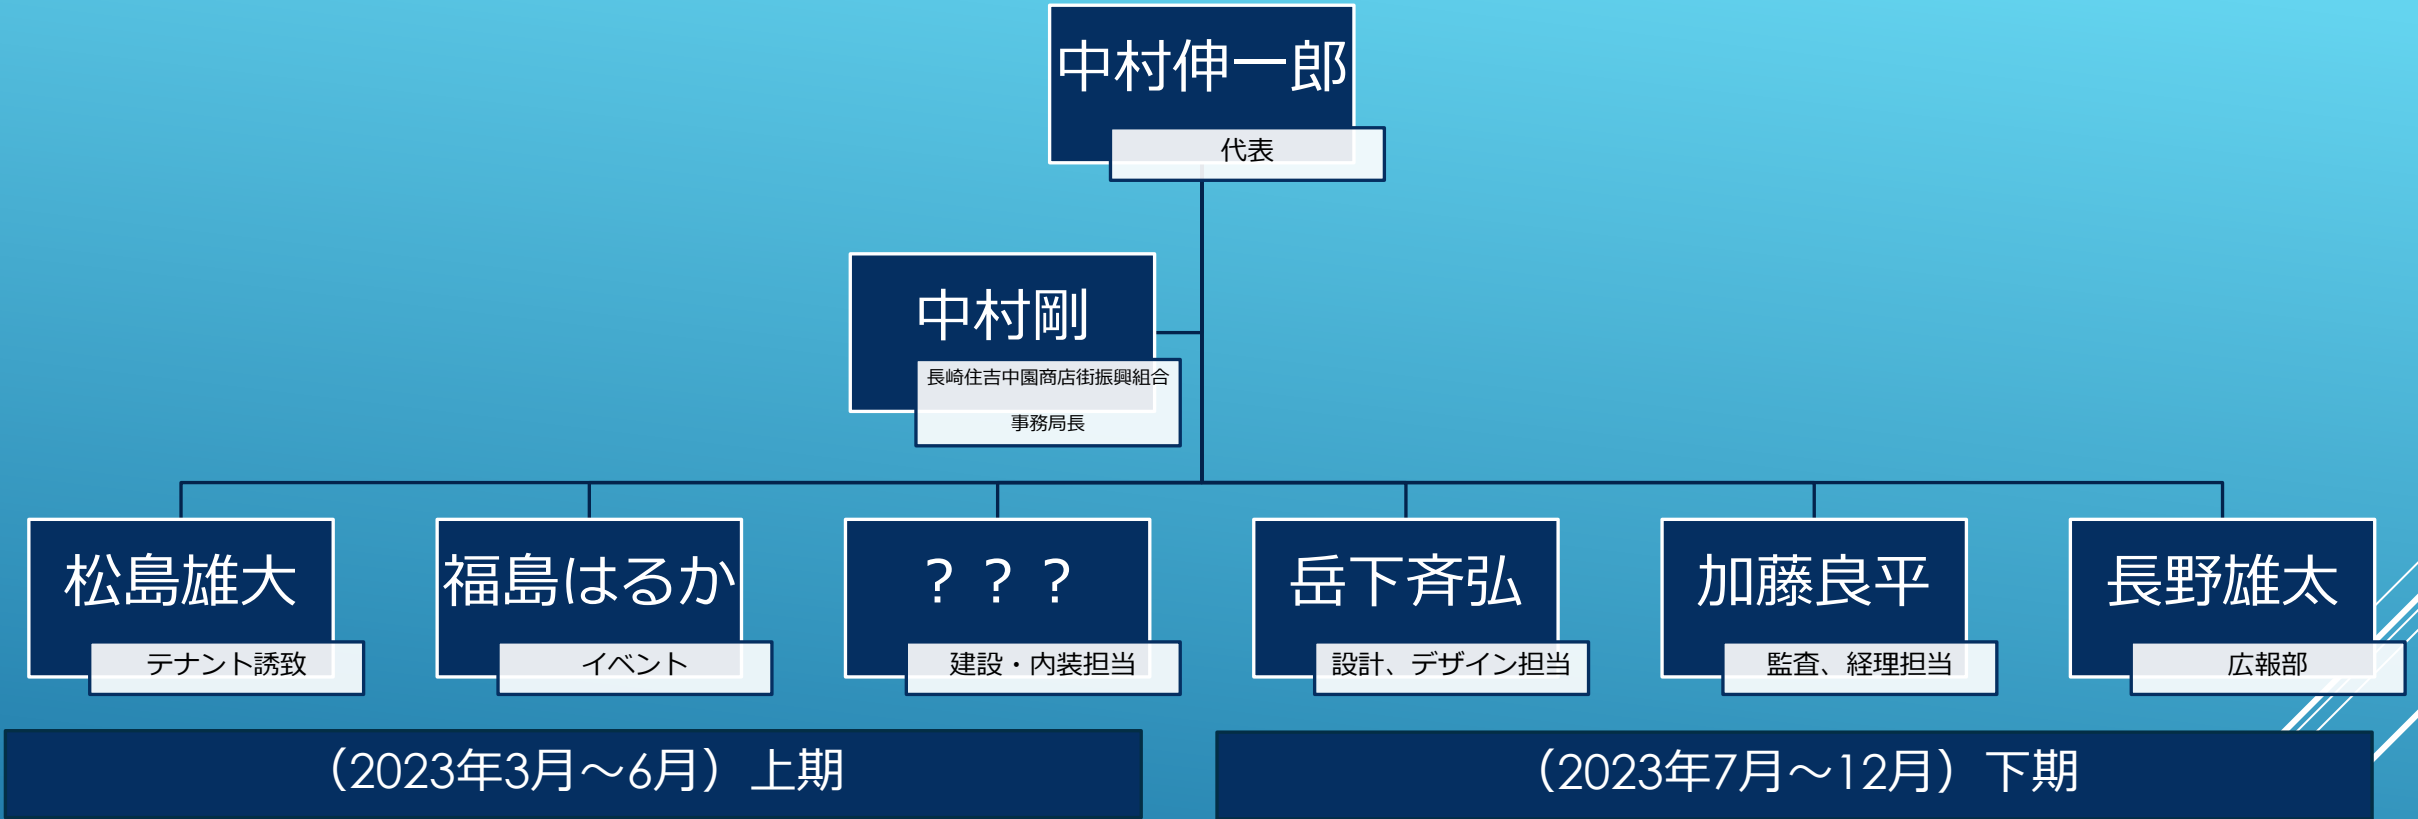 中村伸一郎
代表
中村剛
長崎住吉中園商店街振興組合
事務局長
松島雄大
テナント誘致
福島はるか
イベント
？？？
建設・内装担当
岳下斉弘
設計、デザイン担当
加藤良平
監査、経理担当
長野雄太
広報部
（2023年3月～6月）上期
（2023年7月～12月）下期